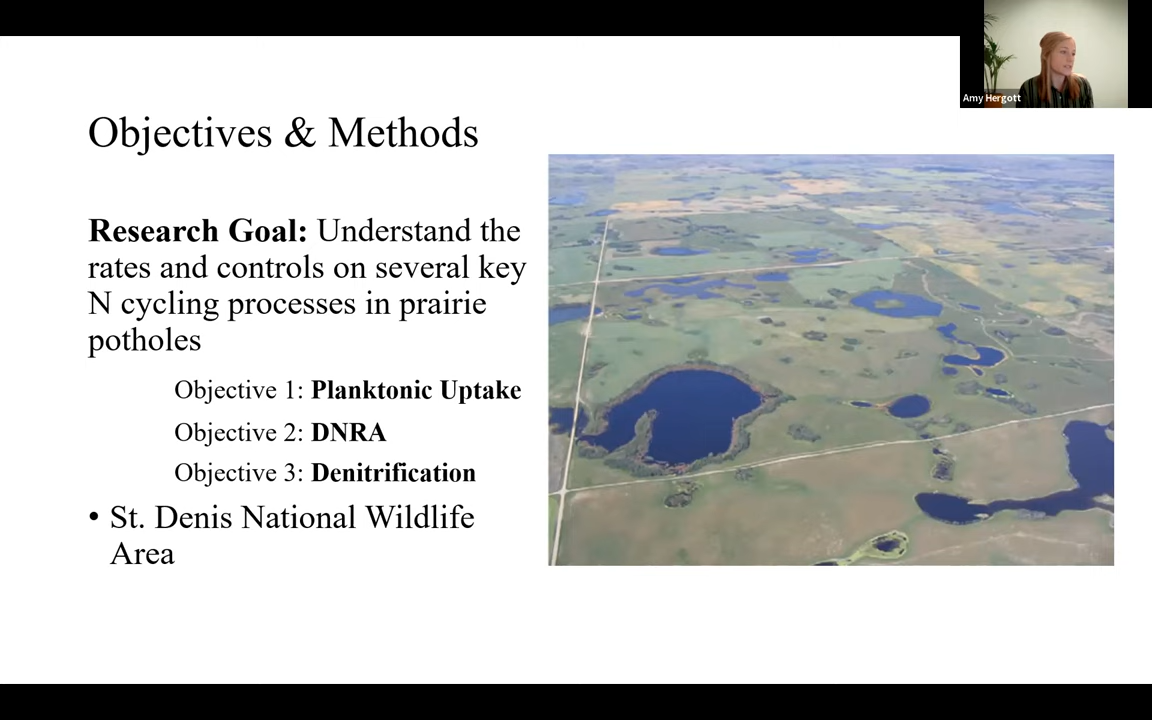 Amy Hergott
Objectives & Methods
Research Goal: Understand the
rates and controls on several key
N cycling processes in prairie
potholes
Objective 1: Planktonic Uptake
Objective 2: DNRA
Objective 3: Denitrification
• St. Denis National Wildlife
Area